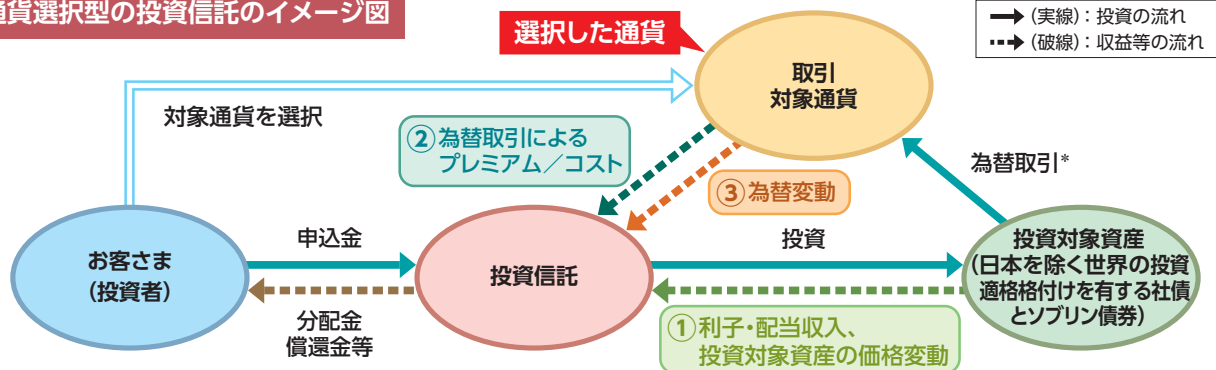 通貨選択型の投資信託のイメージ図
(実線)：投資の流れ
(破線)：収益等の流れ
選択した通貨
取引
対象通貨
対象通貨を選択
②為替取引による
プレミアム／コスト
③為替変動
為替取引*
お客さま
(投資者)
申込金
分配金
償還金等
投資信託
投資
①利子・配当収入、
投資対象資産の価格変動
投資対象資産
(日本を除く世界の投資
適格格付けを有する社債
とソブリン債券)